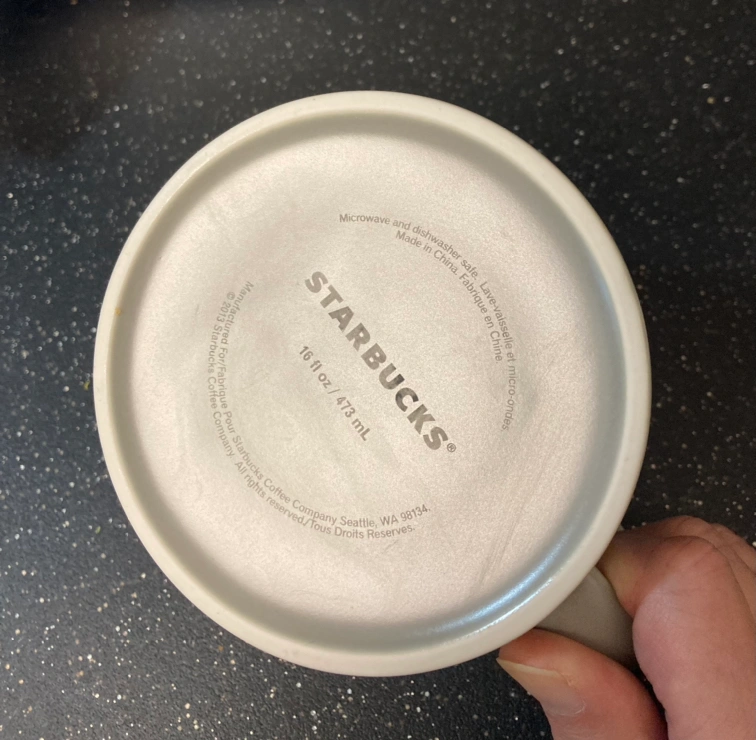 Microwave and dishwasher safe. Lave-vaisselle et micro-ondes
Made in China. Fabriqué en Chine
STARBUCKS®
16 fl oz / 473 mL
Manufactured For/Fabrique Pour Starbucks Coffee Company Seattle, WA 98134.
© 2013 Starbucks Coffee Company. All rights reserved./Tous Droits Reserves.